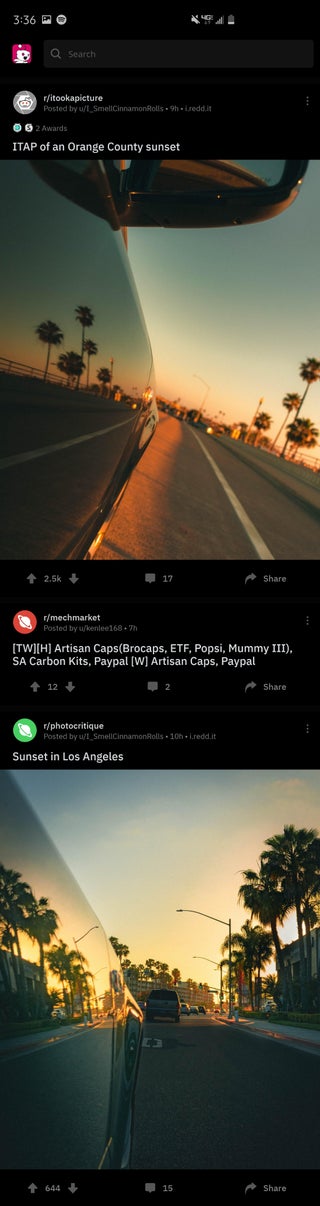 3:36
Search
r/itookapicture
Posted by u/I_SmellCinnamonRolls • 9h • i.redd.it
2 Awards
ITAP of an Orange County sunset
2.5k
17
Share
r/mechmarket
Posted by u/kenlee168 • 7h
[TW][H] Artisan Caps(Brocaps, ETF, Popsi, Mummy III),
SA Carbon Kits, Paypal [W] Artisan Caps, Paypal
12
2
Share
r/photocritique
Posted by u/I_SmellCinnamonRolls • 10h • i.redd.it
Sunset in Los Angeles
644
15
Share